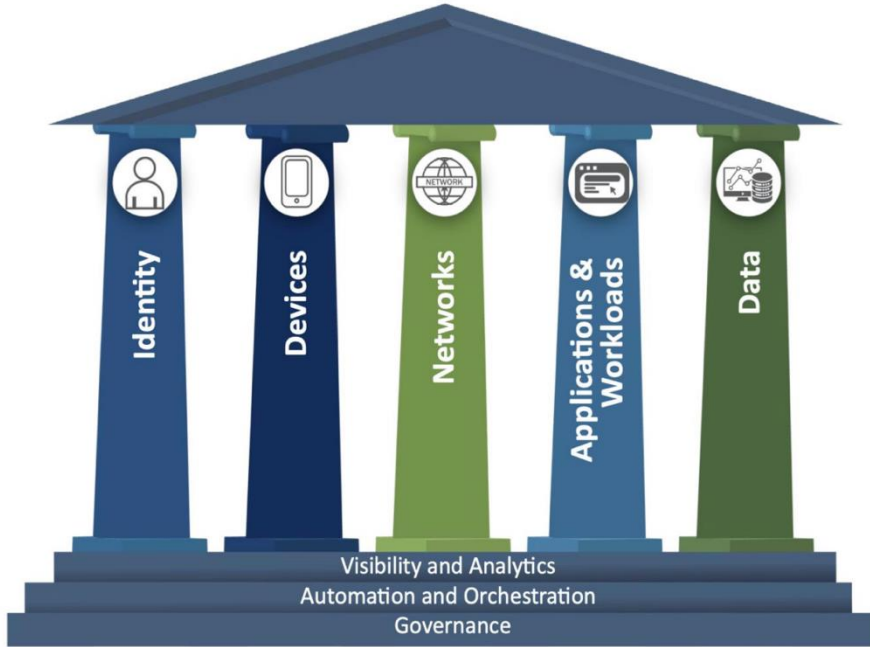 NETWORK
Identity
Devices
Networks
Applications &
Workloads
Data
Visibility and Analytics
Automation and Orchestration
Governance